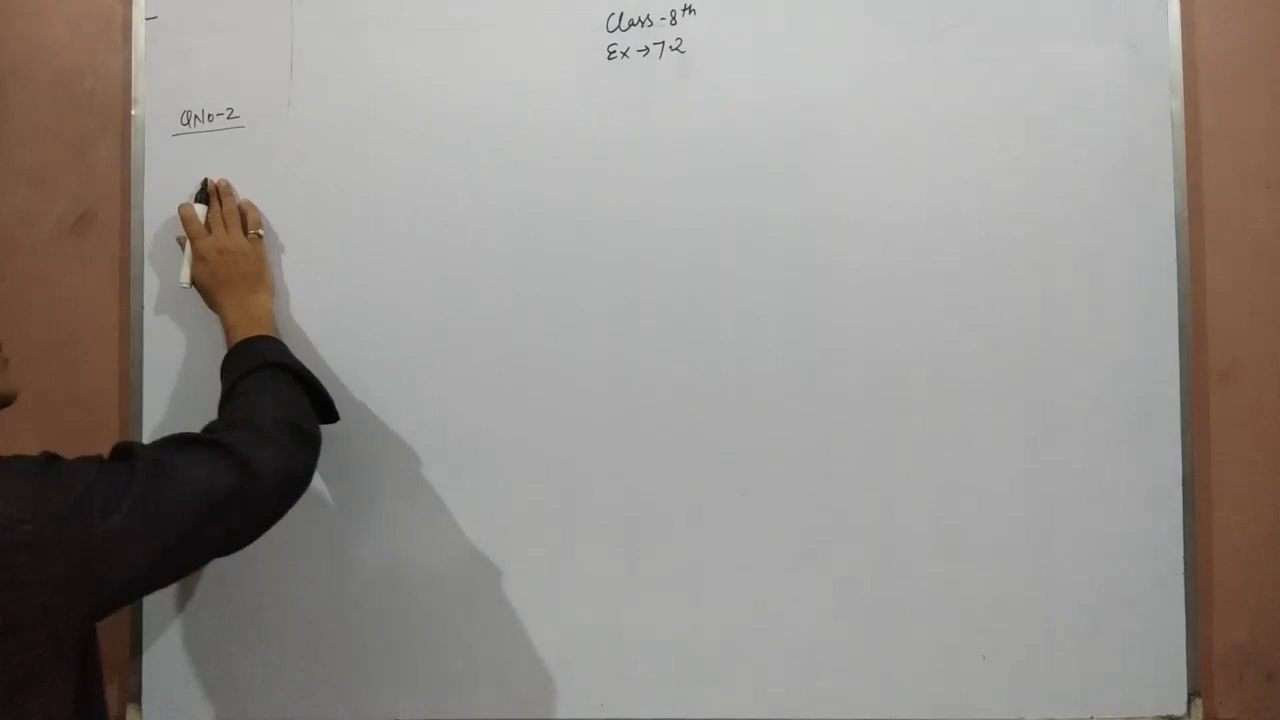 Class - 8th
Ex → 7.2
QNo-2